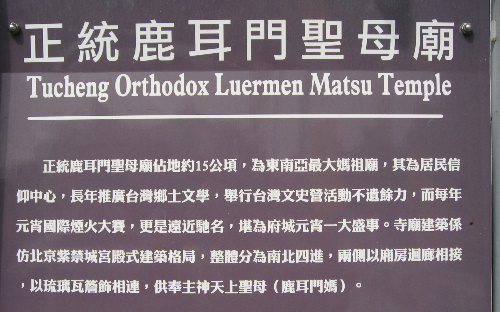 正統鹿耳門聖母廟
Tucheng Orthodox Luermen Matsu Temple
正統鹿耳門聖母廟佔地約15公頃，為東南亞最大媽祖廟，其為居民信
仰中心，長年推廣台灣鄉土文學，舉行台灣文史營活動不遺餘力，而每年
元宵國際煙火大賽，更是遠近馳名，堪為府城元宵一大盛事。寺廟建築係
仿北京紫禁城宮殿式建築格局，整體分為南北四進，兩側以廂房迴廊相接
，以琉璃瓦簷飾相連，供奉主神天上聖母（鹿耳門媽）。